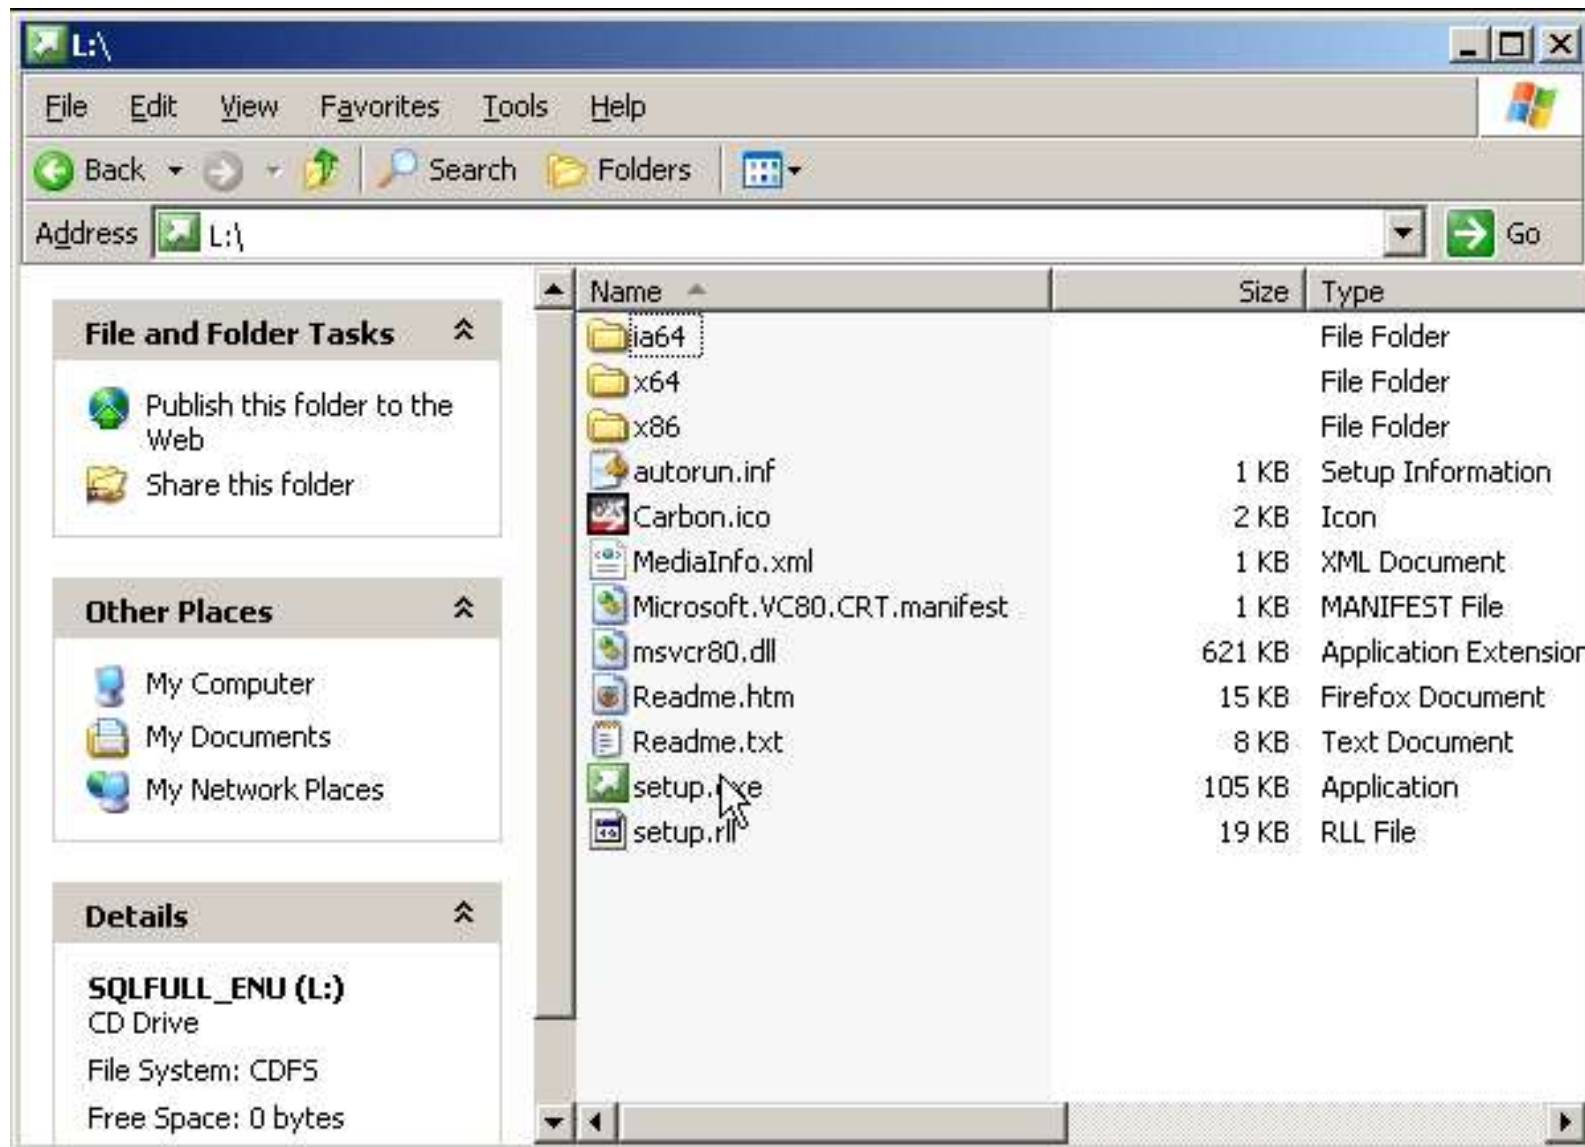 L:\
File Edit View Favorites Tools Help
Back Search Folders
Address L:\ Go
File and Folder Tasks
Publish this folder to the
Web
Share this folder
Other Places
My Computer
My Documents
My Network Places
Details
SQLFULL_ENU (L:)
CD Drive
File System: CDFS
Free Space: 0 bytes
Name Size Type
ia64 File Folder
x64 File Folder
x86 File Folder
autorun.inf 1 KB Setup Information
Carbon.ico 2 KB Icon
MediaInfo.xml 1 KB XML Document
Microsoft.VC80.CRT.manifest 1 KB MANIFEST File
msvcr80.dll 621 KB Application Extension
Readme.htm 15 KB Firefox Document
Readme.txt 8 KB Text Document
setup.exe 105 KB Application
setup.rll 19 KB RLL File